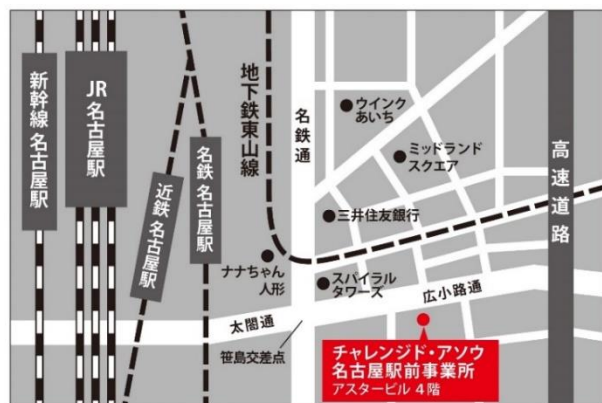 新幹線 名古屋駅
JR
名古屋駅
近鉄 名古屋駅
名鉄 名古屋駅
地下鉄東山線
名鉄通
ウインク
あいち
ミッドランド
スクエア
高速道路
三井住友銀行
ナナちゃん
人形
スパイラル
タワーズ
広小路通
太閤通
笹島交差点
チャレンジド・アソウ
名古屋駅前事業所
アスタービル 4階